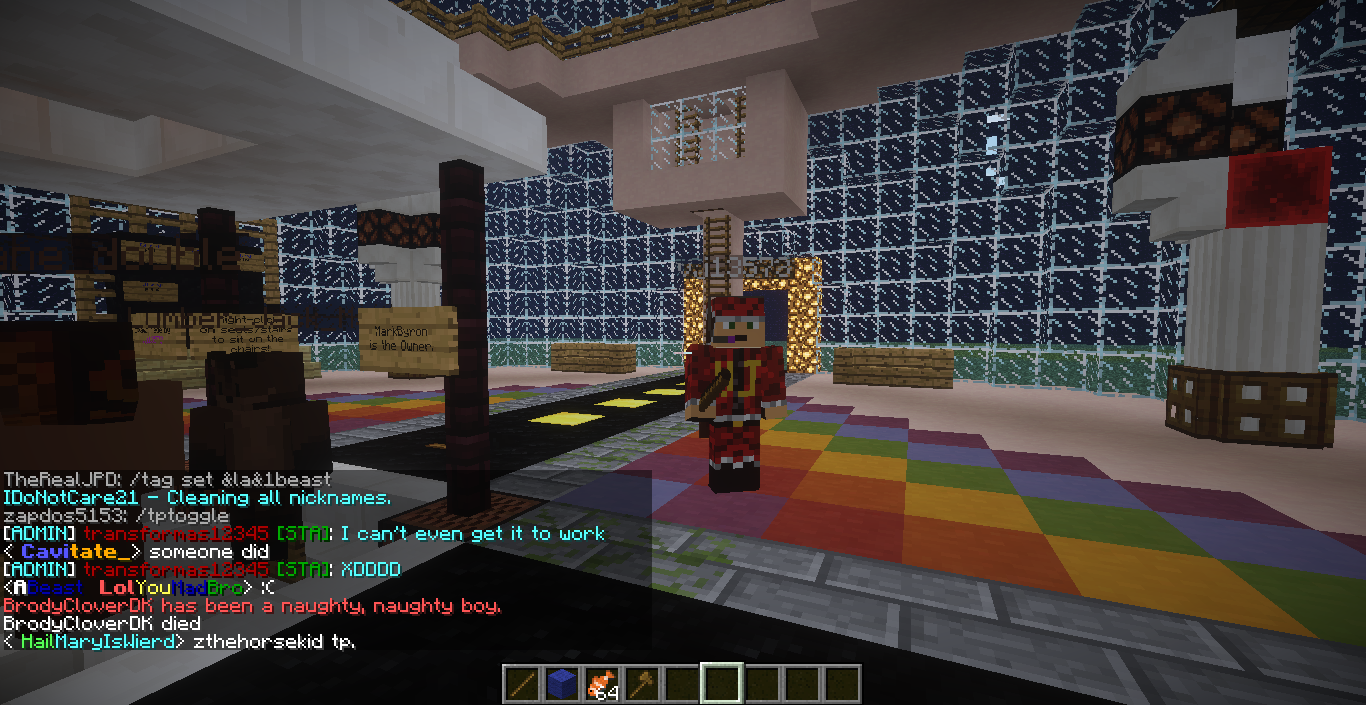 right-click
on seats/stairs
to sit on the
chairs!
MarkByron
is the Owner.
TheRealJPD: /tag set &la&1beast
IDoNotCare21 - Cleaning all nicknames.
zapdos5153: /tptoggle
[ADMIN] transformas12345 [STA]: I can't even get it to work
< Cavitate_> someone did
[ADMIN] transformas12345 [STA]: XDDDD
<ABeast LolYouMadBro> :C
BrodyCloverDK has been a naughty, naughty boy.
BrodyCloverDK died
< HailMaryIsWierd> zthehorsekid tp.
64